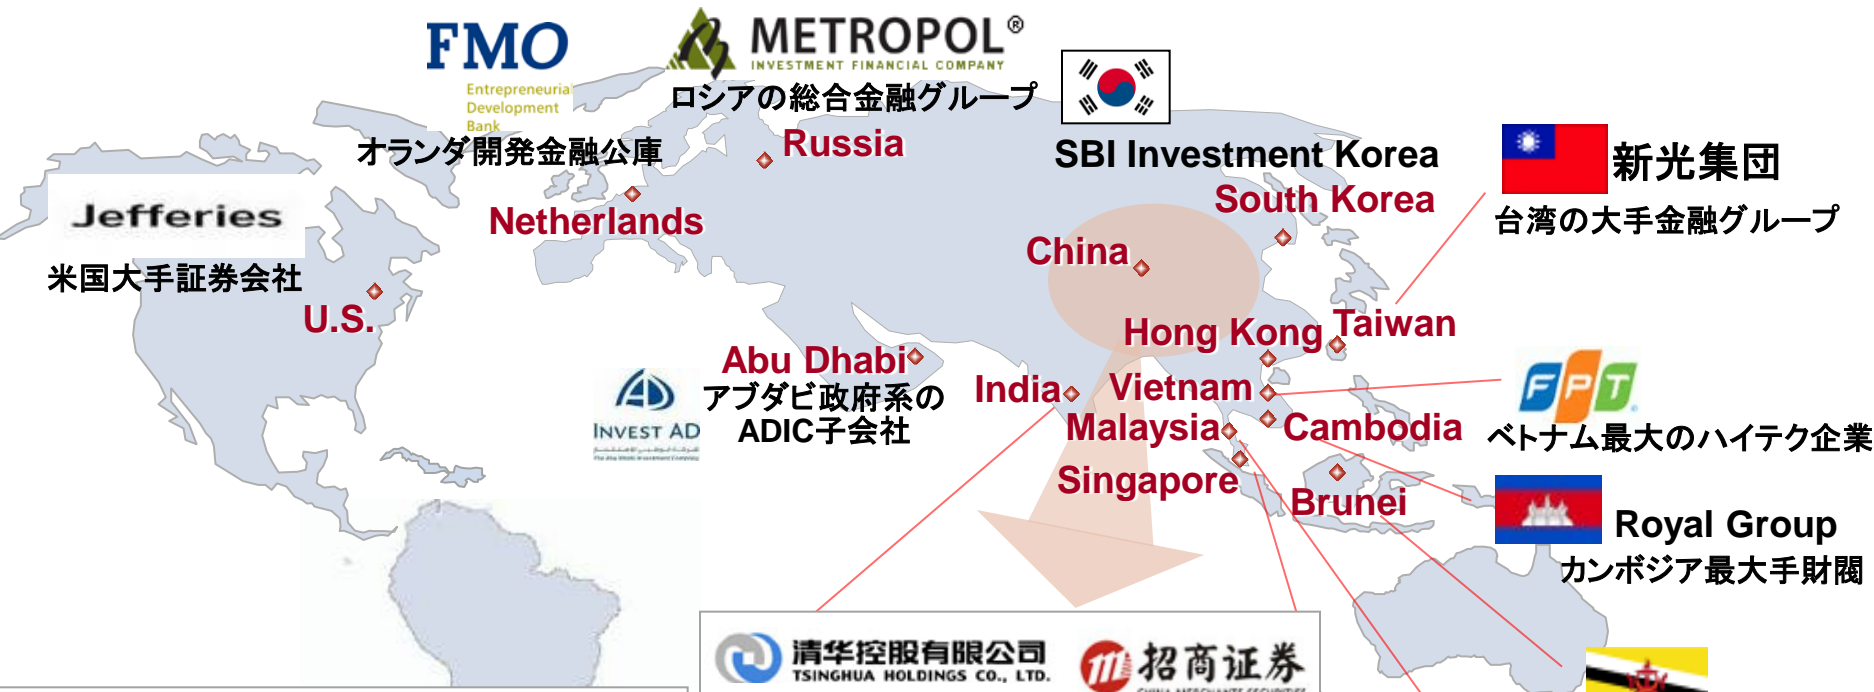 FMO
Entrepreneurial
Development
Bank
オランダ開発金融公庫
Netherlands
METROPOL®
INVESTMENT FINANCIAL COMPANY
ロシアの総合金融グループ
Russia
SBI Investment Korea
South Korea
新光集団
台湾の大手金融グループ
Jefferies
米国大手証券会社
U.S.
China
Hong Kong
Taiwan
Abu Dhabi
アブダビ政府系の
ADIC子会社
INVEST AD
India
Vietnam
Malaysia
Cambodia
Singapore
Brunei
FPT
ベトナム最大のハイテク企業
Royal Group
カンボジア最大手財閥
清华控股有限公司
TSINGHUA HOLDINGS CO., LTD.
招商证券
CHINA MERCHANTS SECURITIES